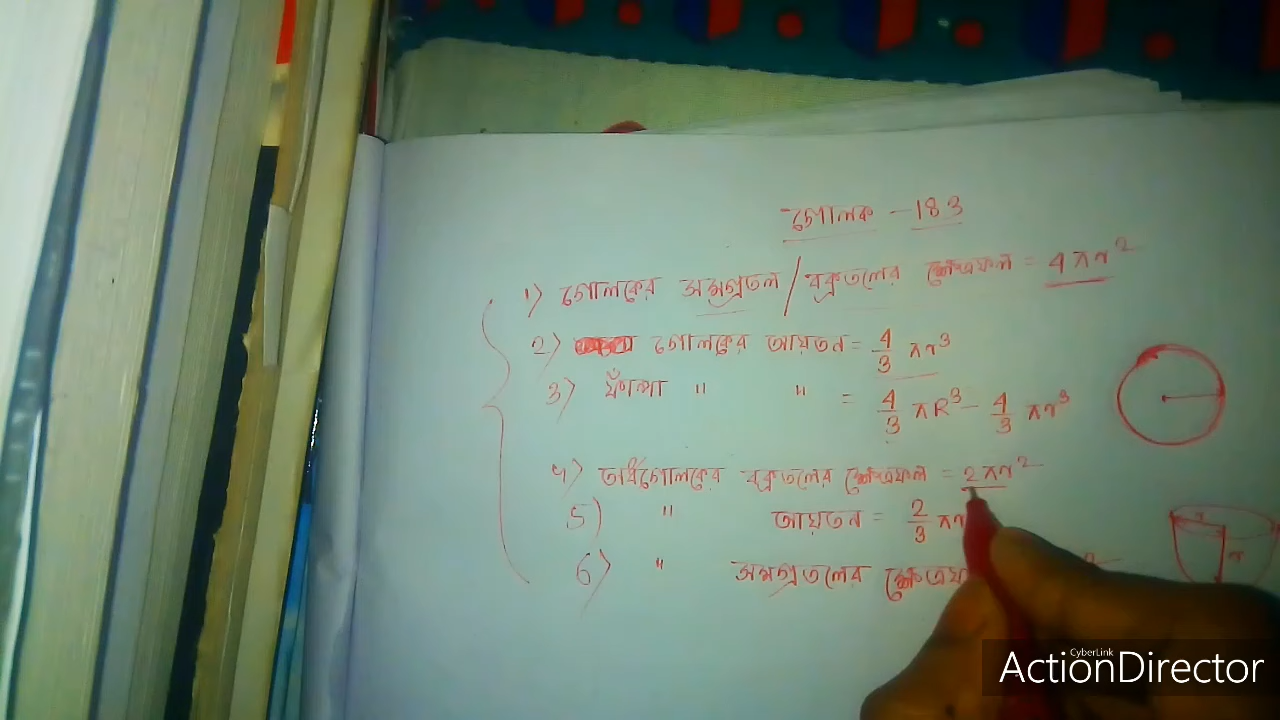 গোলক - 183
1) গোলকের সমগ্রতল / বক্রতলের ক্ষেত্রফল = 4πr²
2) গোলকের আয়তন = 4/3 πr³
3) ফাঁপা " " = 4/3 πR³ - 4/3 πr³
4) অর্ধগোলকের বক্রতলের ক্ষেত্রফল = 2πr²
5) " আয়তন = 2/3 πr
6) " সমগ্রতলের ক্ষেত্রফ
CyberLink
ActionDirector